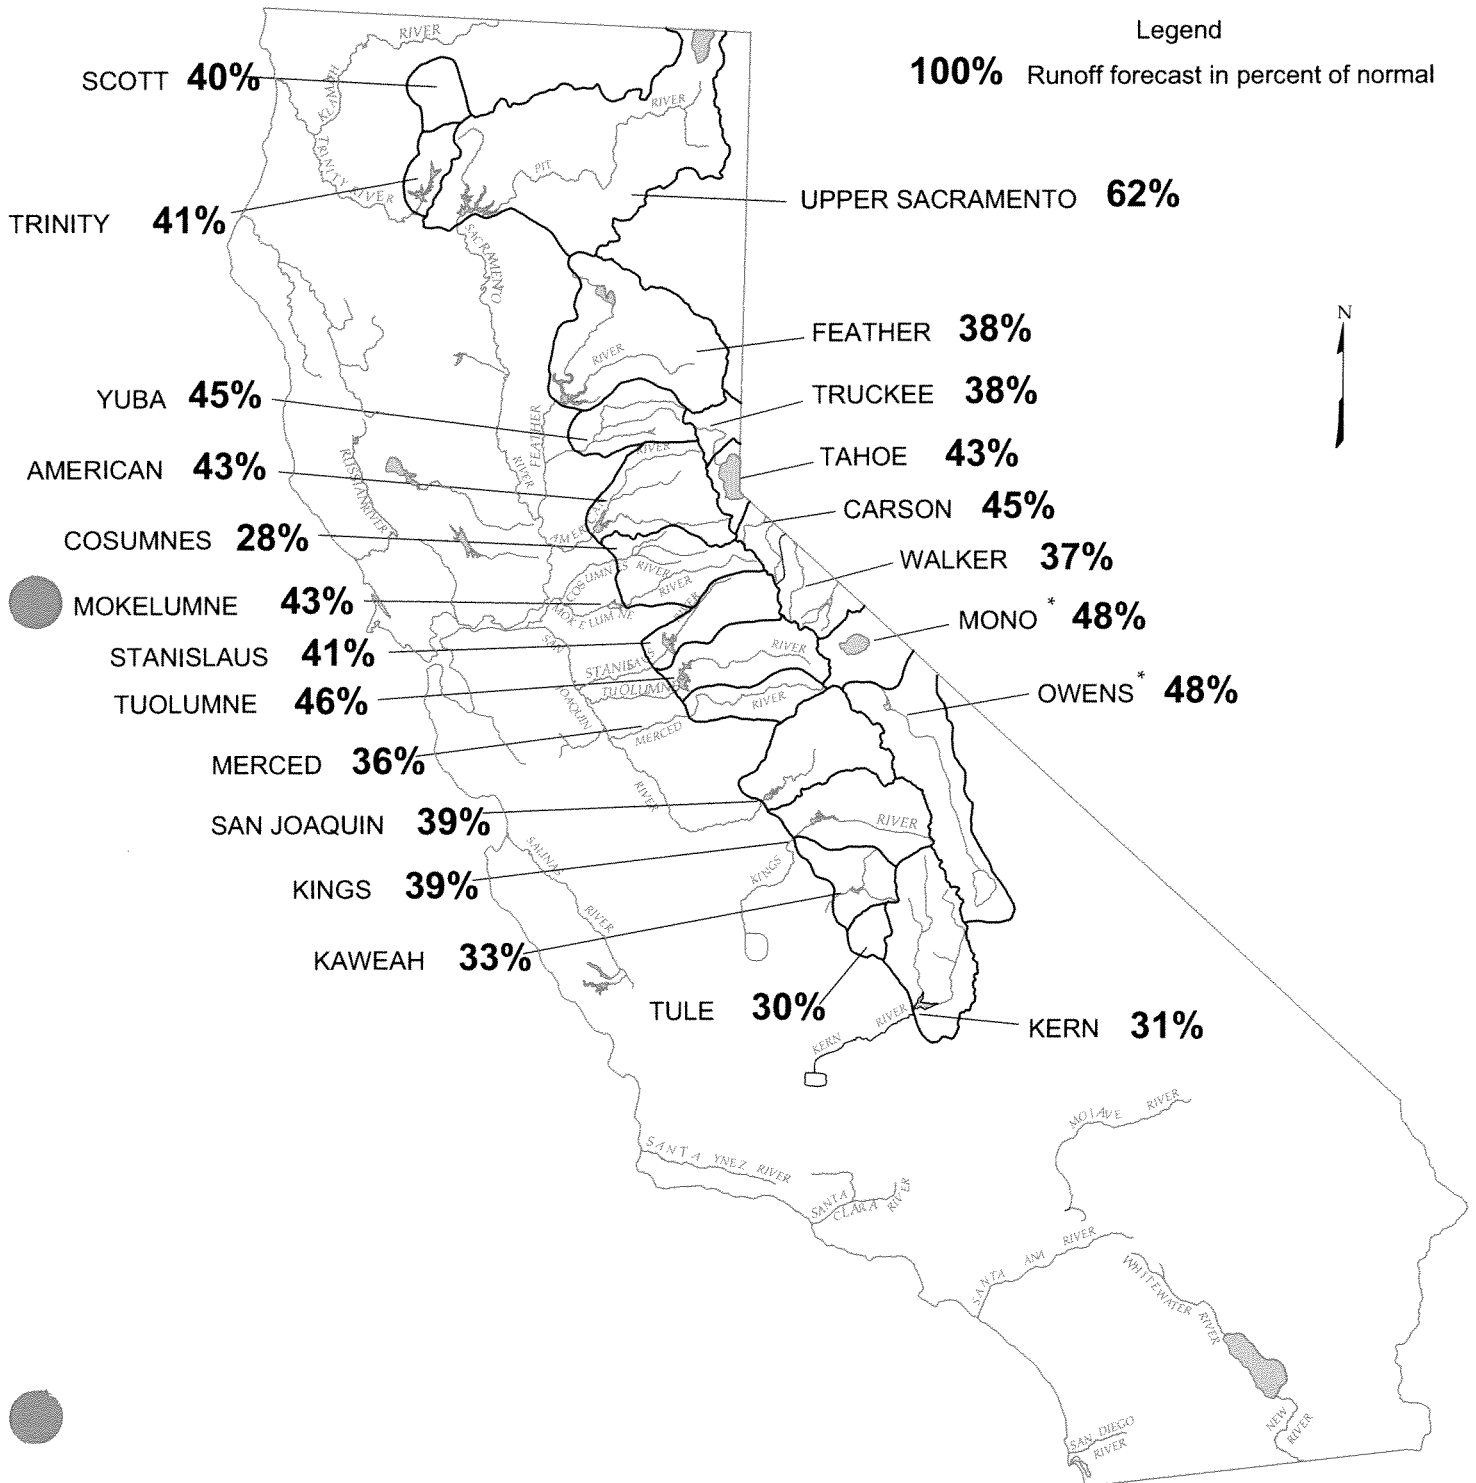 Legend
100% Runoff forecast in percent of normal
SCOTT 40%
TRINITY 41%
UPPER SACRAMENTO 62%
FEATHER 38%
YUBA 45%
TRUCKEE 38%
AMERICAN 43%
TAHOE 43%
COSUMNES 28%
CARSON 45%
WALKER 37%
MOKELUMNE 43%
MONO * 48%
STANISLAUS 41%
TUOLUMNE 46%
OWENS * 48%
MERCED 36%
SAN JOAQUIN 39%
KINGS 39%
KAWEAH 33%
TULE 30%
KERN 31%
N
RIVER
KLAMATH
TRINITY RIVER
PIT
RIVER
SACRAMENTO
RIVER
FEATHER
RIVER
RIVER
RUSSIAN RIVER
AMERICAN
RIVER
COSUMNES RIVER
MOKELUMNE
RIVER
RIVER
STANISLAUS
TUOLUMNE
RIVER
MERCED
RIVER
SAN
JOAQUIN
RIVER
KINGS
RIVER
SALINAS
RIVER
KERN
RIVER
MOJAVE RIVER
SANTA YNEZ RIVER
SANTA
CLARA
RIVER
SANTA ANA RIVER
WHITEWATER RIVER
NEW
RIVER
SAN DIEGO
RIVER